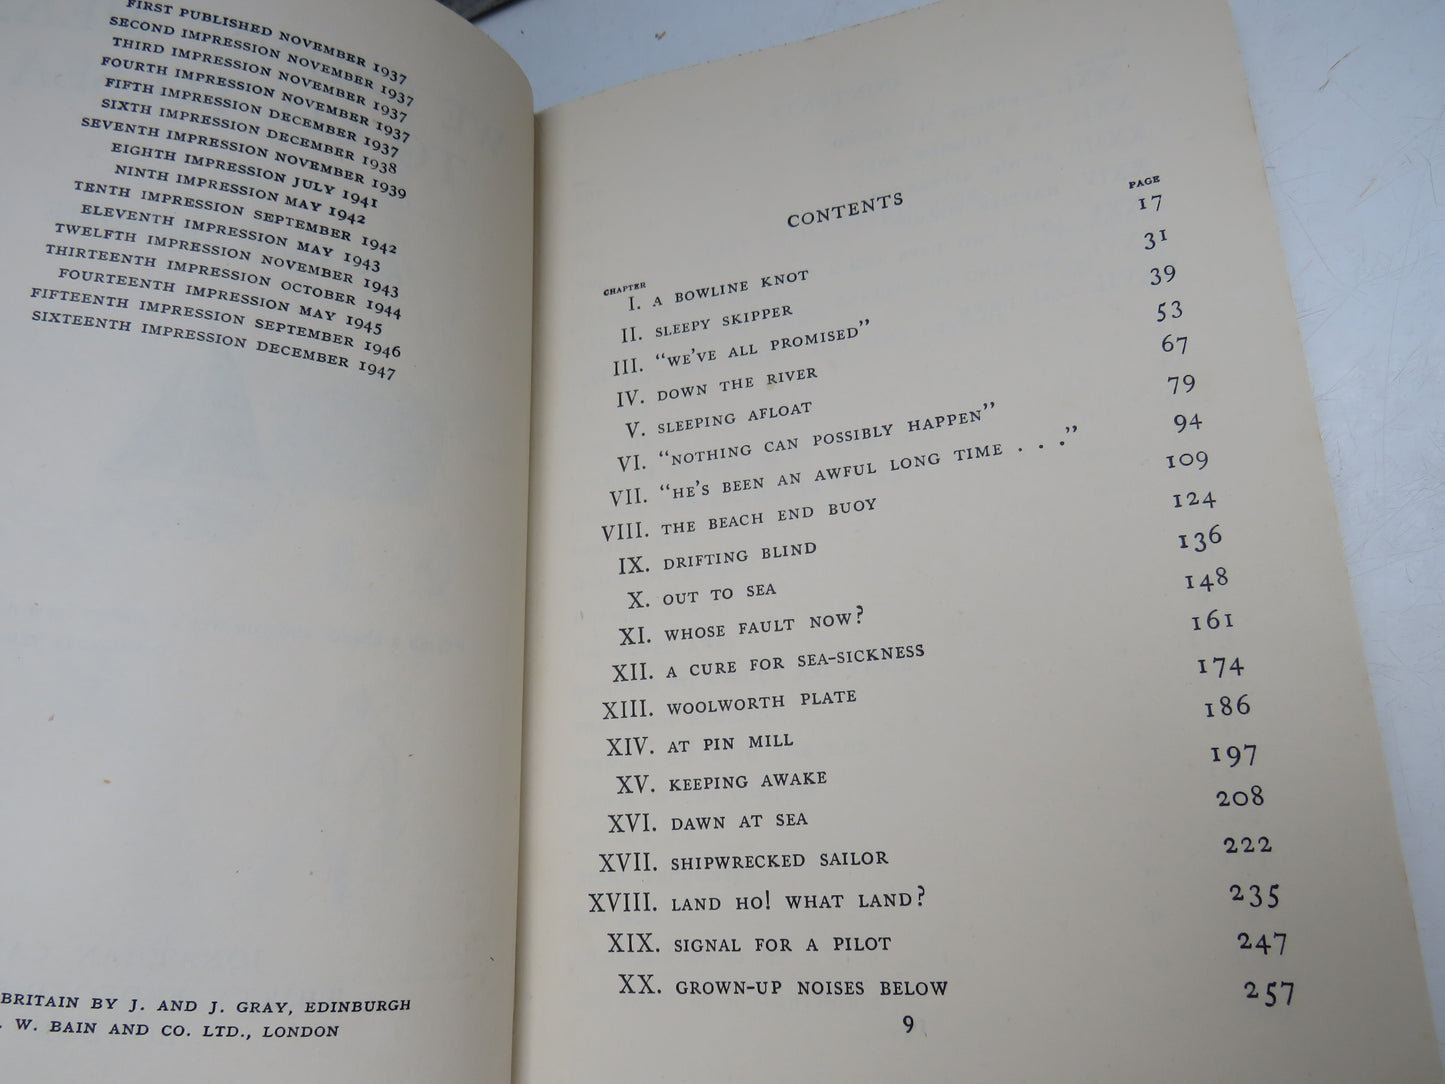 FIRST PUBLISHED NOVEMBER 1937
SECOND IMPRESSION NOVEMBER 1937
THIRD IMPRESSION NOVEMBER 1937
FOURTH IMPRESSION NOVEMBER 1937
FIFTH IMPRESSION DECEMBER 1937
SIXTH IMPRESSION DECEMBER 1938
SEVENTH IMPRESSION NOVEMBER 1939
EIGHTH IMPRESSION JULY 1941
NINTH IMPRESSION MAY 1942
TENTH IMPRESSION SEPTEMBER 1942
ELEVENTH IMPRESSION MAY 1943
TWELFTH IMPRESSION NOVEMBER 1943
THIRTEENTH IMPRESSION OCTOBER 1944
FOURTEENTH IMPRESSION MAY 1945
FIFTEENTH IMPRESSION SEPTEMBER 1946
SIXTEENTH IMPRESSION DECEMBER 1947
BRITAIN BY J. AND J. GRAY, EDINBURGH
W. BAIN AND CO. LTD., LONDON
CONTENTS
CHAPTER PAGE
I. A BOWLINE KNOT 17
II. SLEEPY SKIPPER 31
III. "WE'VE ALL PROMISED" 39
IV. DOWN THE RIVER 53
V. SLEEPING AFLOAT 67
VI. "NOTHING CAN POSSIBLY HAPPEN" 79
VII. "HE'S BEEN AN AWFUL LONG TIME . . ." 94
VIII. THE BEACH END BUOY 109
IX. DRIFTING BLIND 124
X. OUT TO SEA 136
XI. WHOSE FAULT NOW? 148
XII. A CURE FOR SEA-SICKNESS 161
XIII. WOOLWORTH PLATE 174
XIV. AT PIN MILL 186
XV. KEEPING AWAKE 197
XVI. DAWN AT SEA 208
XVII. SHIPWRECKED SAILOR 222
XVIII. LAND HO! WHAT LAND? 235
XIX. SIGNAL FOR A PILOT 247
XX. GROWN-UP NOISES BELOW 257
9